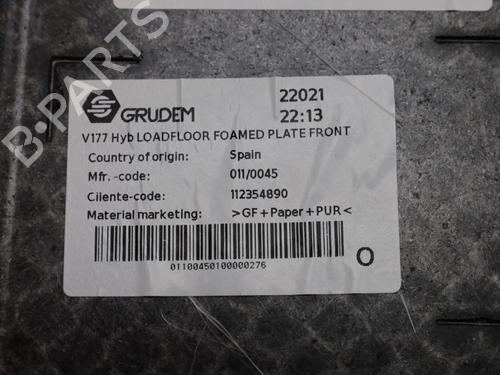 B-PARTS
GRUDEM
22021
22:13
V177 Hyb LOADFLOOR FOAMED PLATE FRONT
Country of origin: Spain
Mfr. -code: 011/0045
Cliente-code: 112354890
Material marketing: >GF+Paper+PUR<
01100450100000276
O